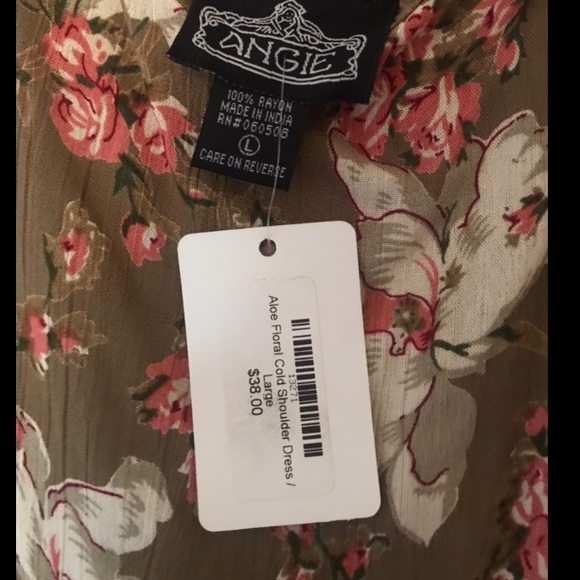 ANGIE
100% RAYON
MADE IN INDIA
RN#060508
L
CARE ON REVERSE
13271
Aloe Floral Cold Shoulder Dress /
Large
$38.00